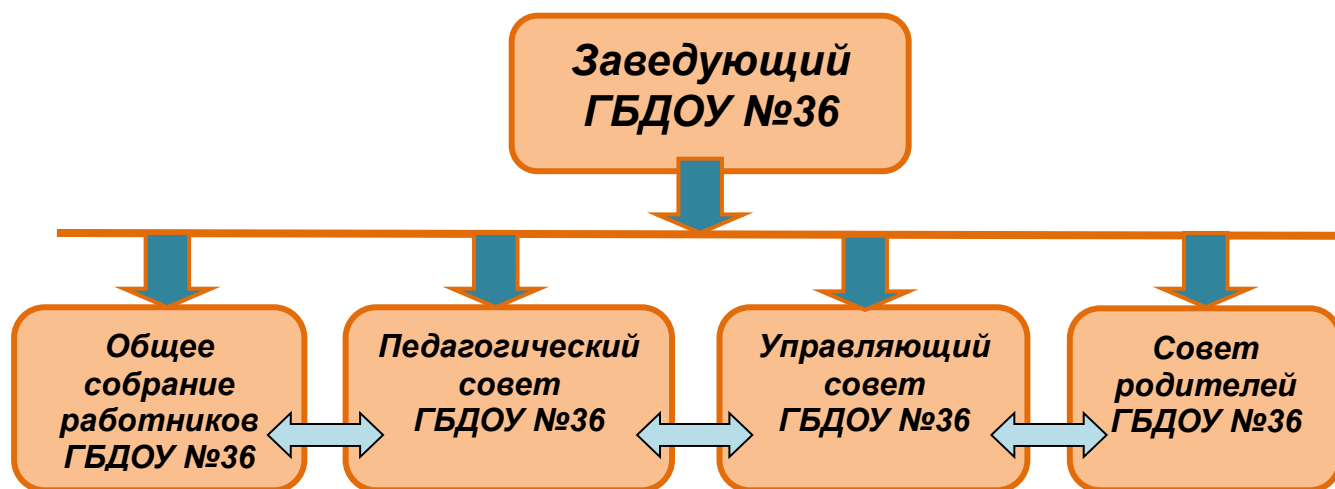 Заведующий
ГБДОУ №36
Общее
собрание
работников
ГБДОУ №36
Педагогический
совет
ГБДОУ №36
Управляющий
совет
ГБДОУ №36
Совет
родителей
ГБДОУ №36